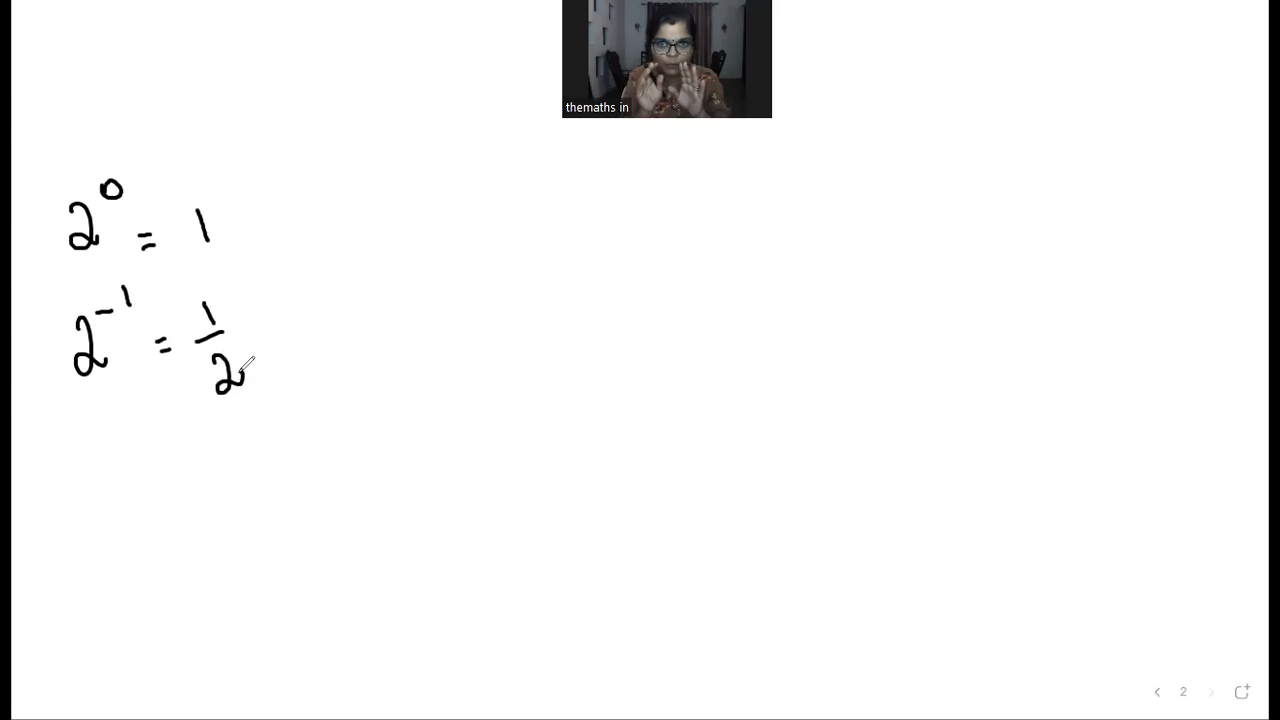 themaths in
2⁰ = 1
2⁻¹ = 1/2
2